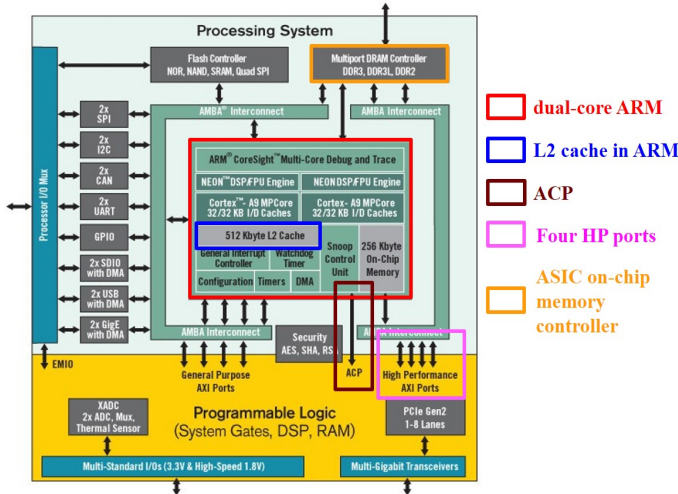 Processing System
Flash Controller
NOR, NAND, SRAM, Quad SPI
Multiport DRAM Controller
DDR3, DDR3L, DDR2
AMBA® Interconnect
AMBA Interconnect
Processor I/O Mux
2x
SPI
2x
I2C
2x
CAN
2x
UART
GPIO
2x SDIO
with DMA
2x USB
with DMA
2x GigE
with DMA
EMIO
ARM® CoreSight™ Multi-Core Debug and Trace
NEON™ DSP/FPU Engine
NEON DSP/FPU Engine
Cortex™- A9 MPCore
32/32 KB I/D Caches
Cortex- A9 MPCore
32/32 KB I/D Caches
512 Kbyte L2 Cache
General Interrupt
Controller
Watchdog
Timer
Configuration
Timers
DMA
Snoop
Control
Unit
256 Kbyte
On-Chip
Memory
AMBA Interconnect
Security
AES, SHA, RSA
AMBA Interconnect
General Purpose
AXI Ports
ACP
High Performance
AXI Ports
XADC
2x ADC, Mux,
Thermal Sensor
Programmable Logic
(System Gates, DSP, RAM)
PCIe Gen2
1-8 Lanes
Multi-Standard I/Os (3.3V & High-Speed 1.8V)
Multi-Gigabit Transceivers
dual-core ARM
L2 cache in ARM
ACP
Four HP ports
ASIC on-chip
memory
controller